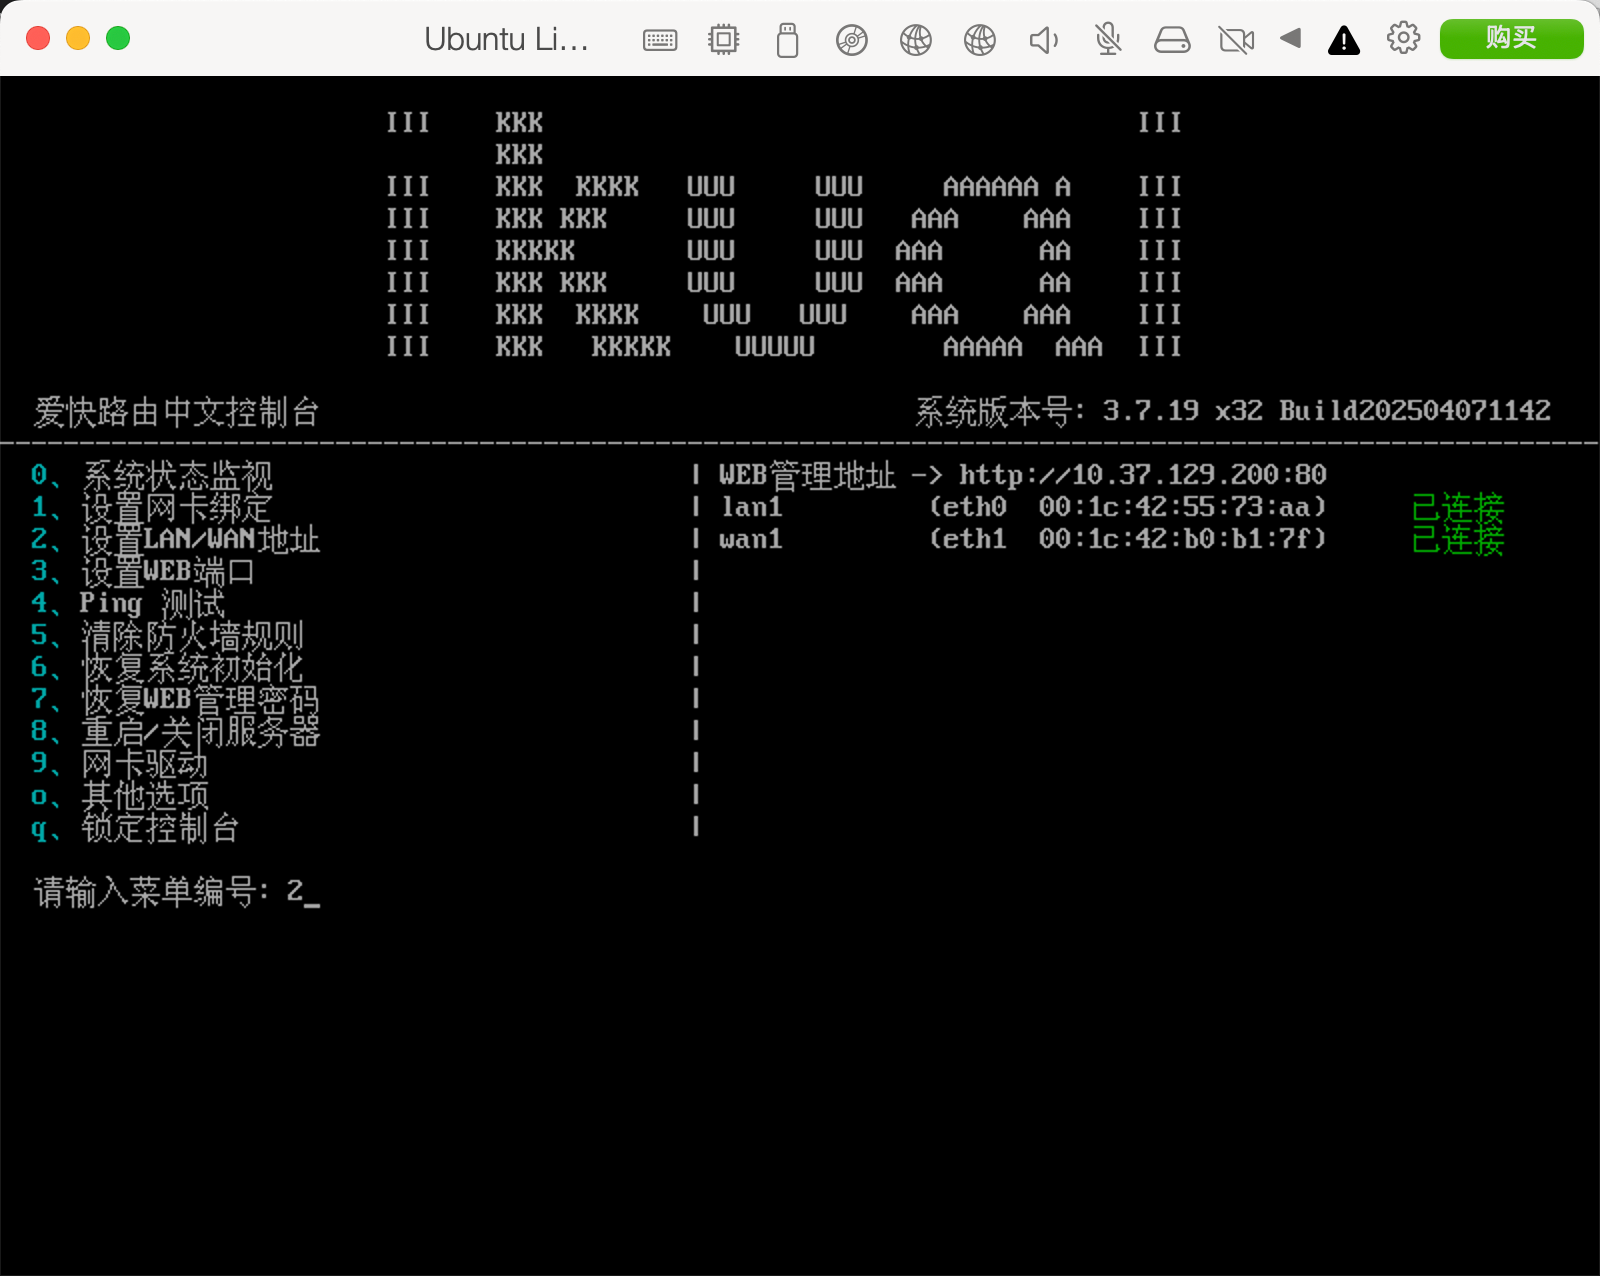 Ubuntu Li... 购买
III KKK III
KKK
III KKK KKKK UUU UUU AAAAAA A III
III KKK KKK UUU UUU AAA AAA III
III KKKKK UUU UUU AAA AA III
III KKK KKK UUU UUU AAA AA III
III KKK KKKK UUU UUU AAA AAA III
III KKK KKKKK UUUUU AAAAA AAA III
爱快路由中文控制台 系统版本号: 3.7.19 x32 Build202504071142
0、系统状态监视 | WEB管理地址 -> http://10.37.129.200:80
1、设置网卡绑定 | lan1 (eth0 00:1c:42:55:73:aa) 已连接
2、设置LAN/WAN地址 | wan1 (eth1 00:1c:42:b0:b1:7f) 已连接
3、设置WEB端口 |
4、Ping 测试 |
5、清除防火墙规则 |
6、恢复系统初始化 |
7、恢复WEB管理密码 |
8、重启/关闭服务器 |
9、网卡驱动 |
o、其他选项 |
q、锁定控制台 |
请输入菜单编号: 2_